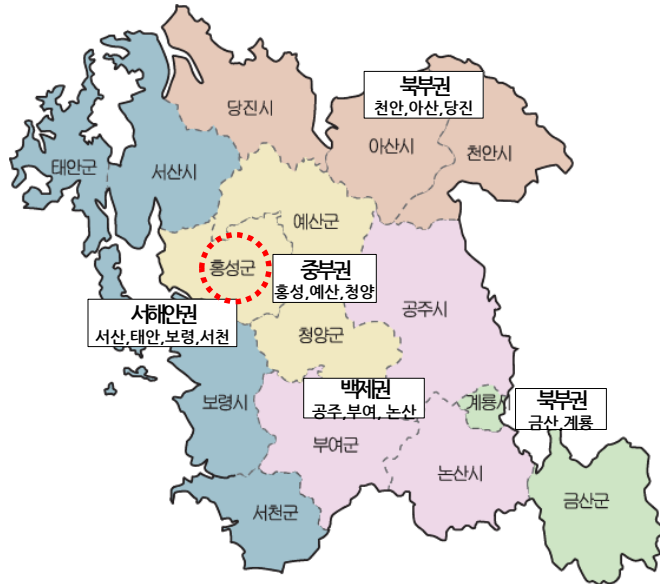 북부권
천안,아산,당진
당진시
아산시
천안시
태안군
서산시
예산군
홍성군
중부권
홍성,예산,청양
공주시
서해안권
서산,태안,보령,서천
청양군
백제권
공주,부여, 논산
보령시
계룡시
북부권
금산,계룡
부여군
논산시
서천군
금산군